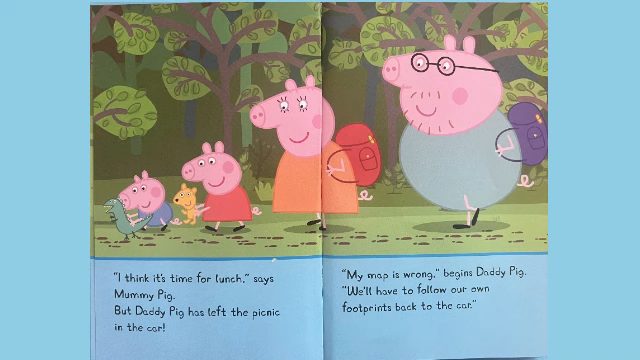 "I think it's time for lunch," says
Mummy Pig.
But Daddy Pig has left the picnic
in the car!
"My map is wrong," begins Daddy Pig.
"We'll have to follow our own
footprints back to the car."